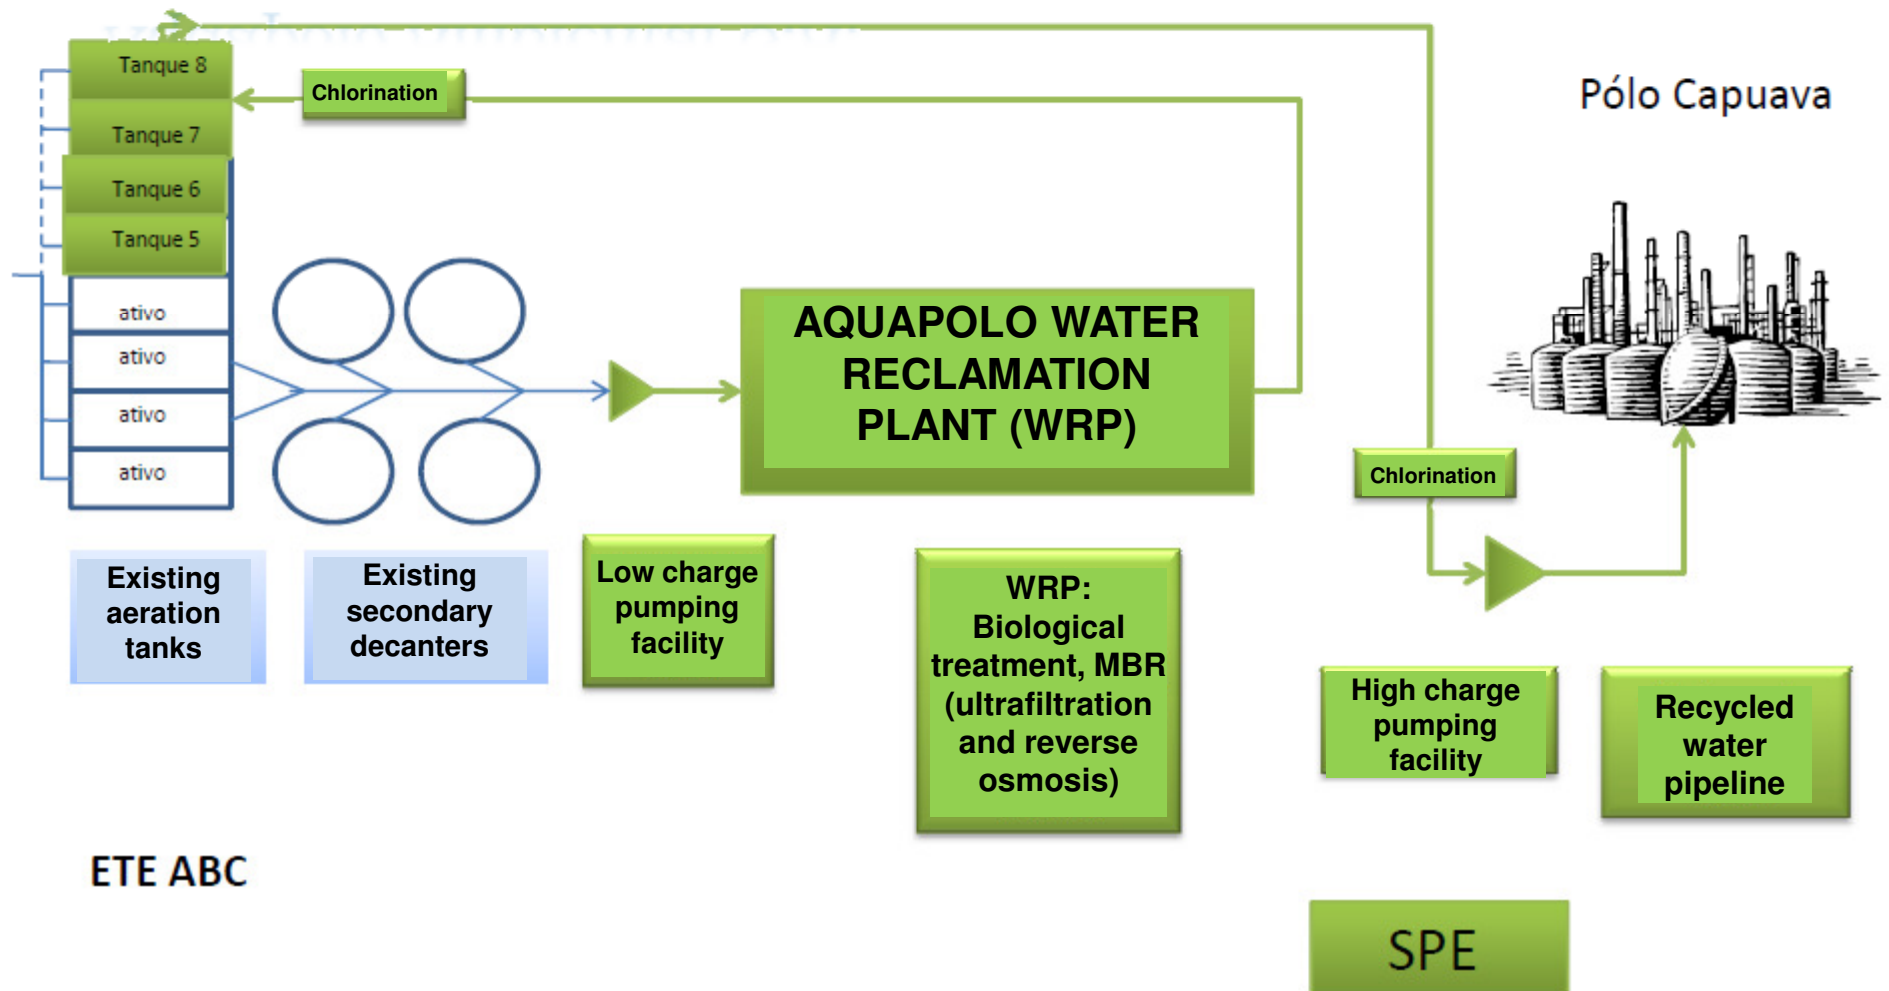 Tanque 8
Chlorination
Tanque 7
Tanque 6
Tanque 5
ativo
ativo
ativo
ativo
Pólo Capuava
AQUAPOLO WATER
RECLAMATION
PLANT (WRP)
Chlorination
Existing
aeration
tanks
Existing
secondary
decanters
Low charge
pumping
facility
WRP:
Biological
treatment, MBR
(ultrafiltration
and reverse
osmosis)
High charge
pumping
facility
Recycled
water
pipeline
ETE ABC
SPE